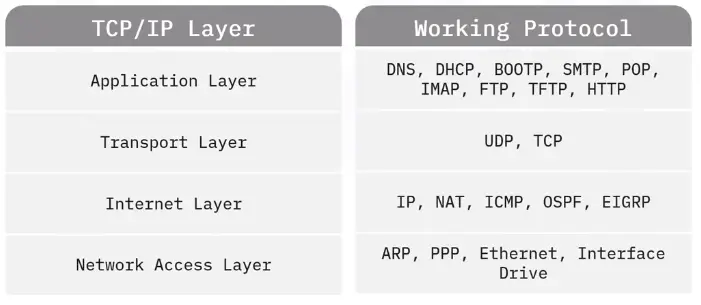 TCP/IP Layer
Working Protocol
Application Layer
DNS, DHCP, BOOTP, SMTP, POP,
IMAP, FTP, TFTP, HTTP
Transport Layer
UDP, TCP
Internet Layer
IP, NAT, ICMP, OSPF, EIGRP
Network Access Layer
ARP, PPP, Ethernet, Interface
Drive